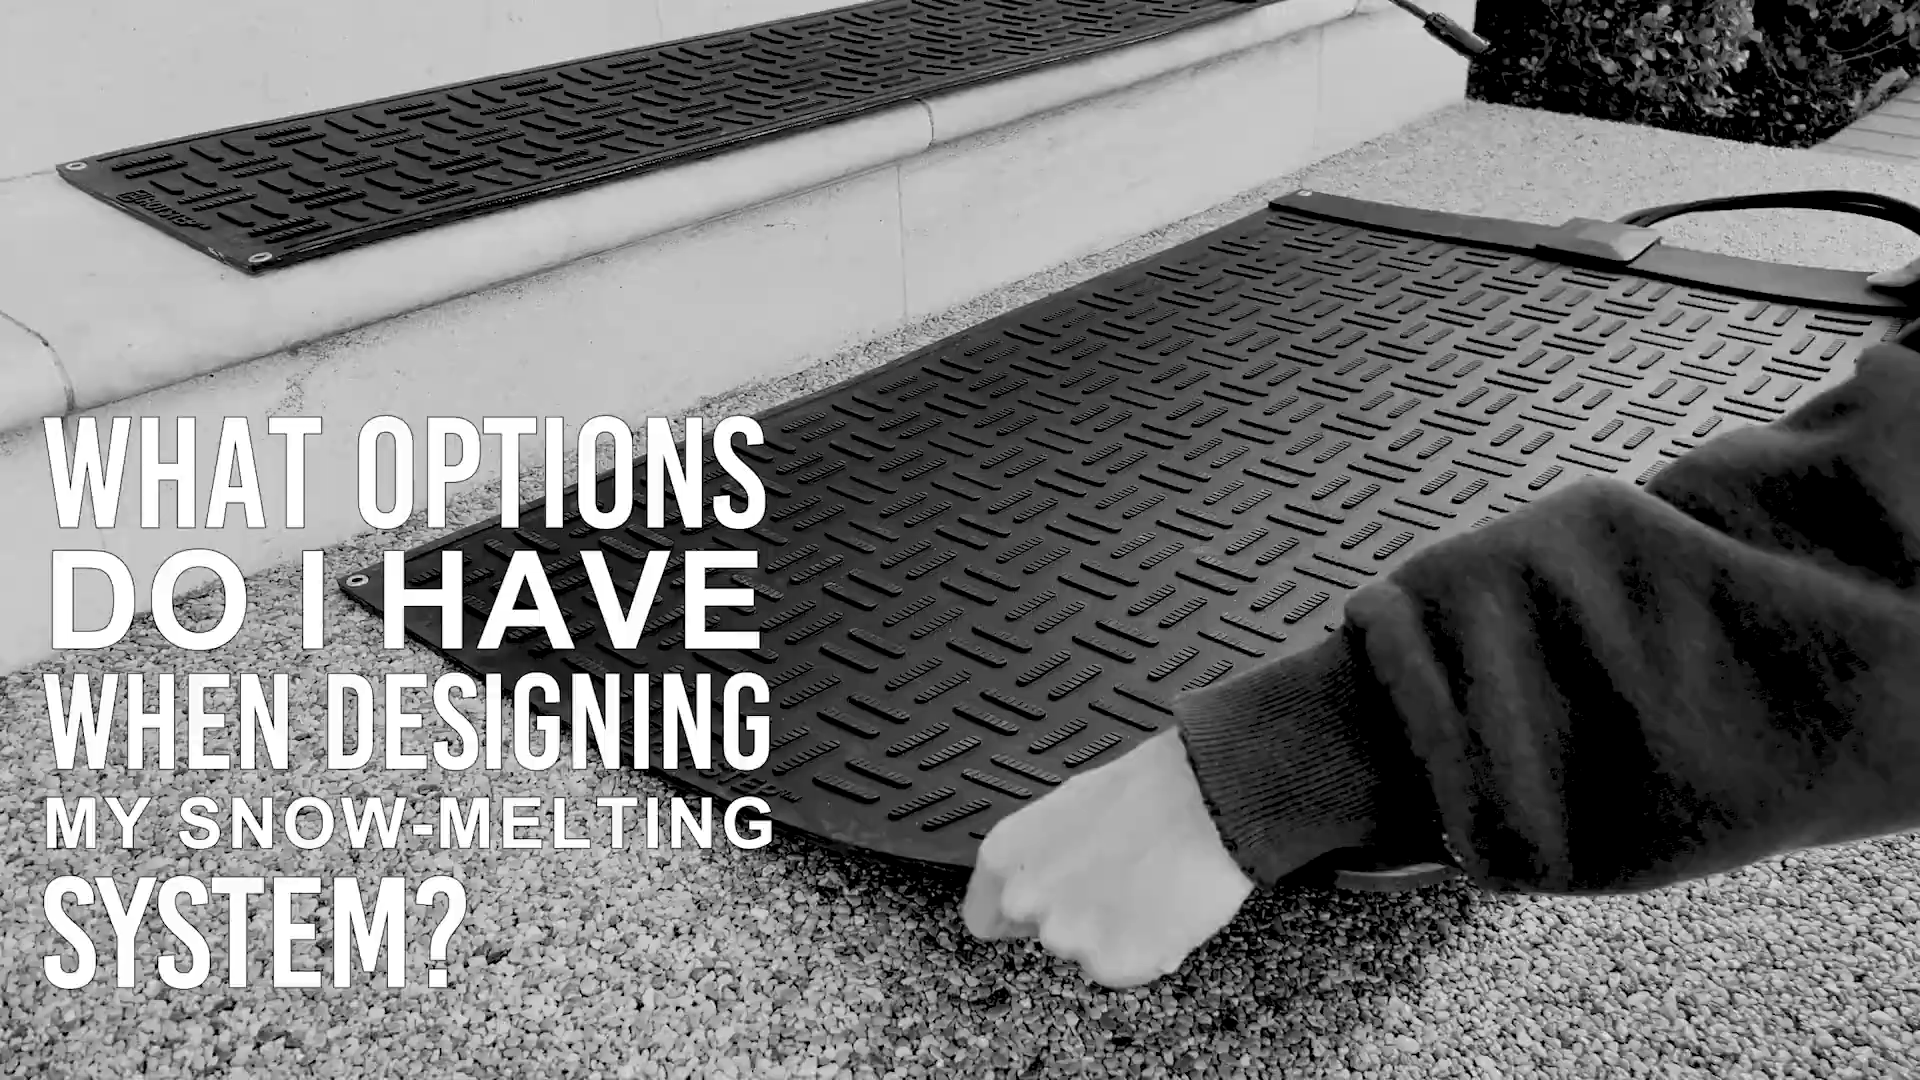 WHAT OPTIONS
DO I HAVE
WHEN DESIGNING
MY SNOW-MELTING
SYSTEM?